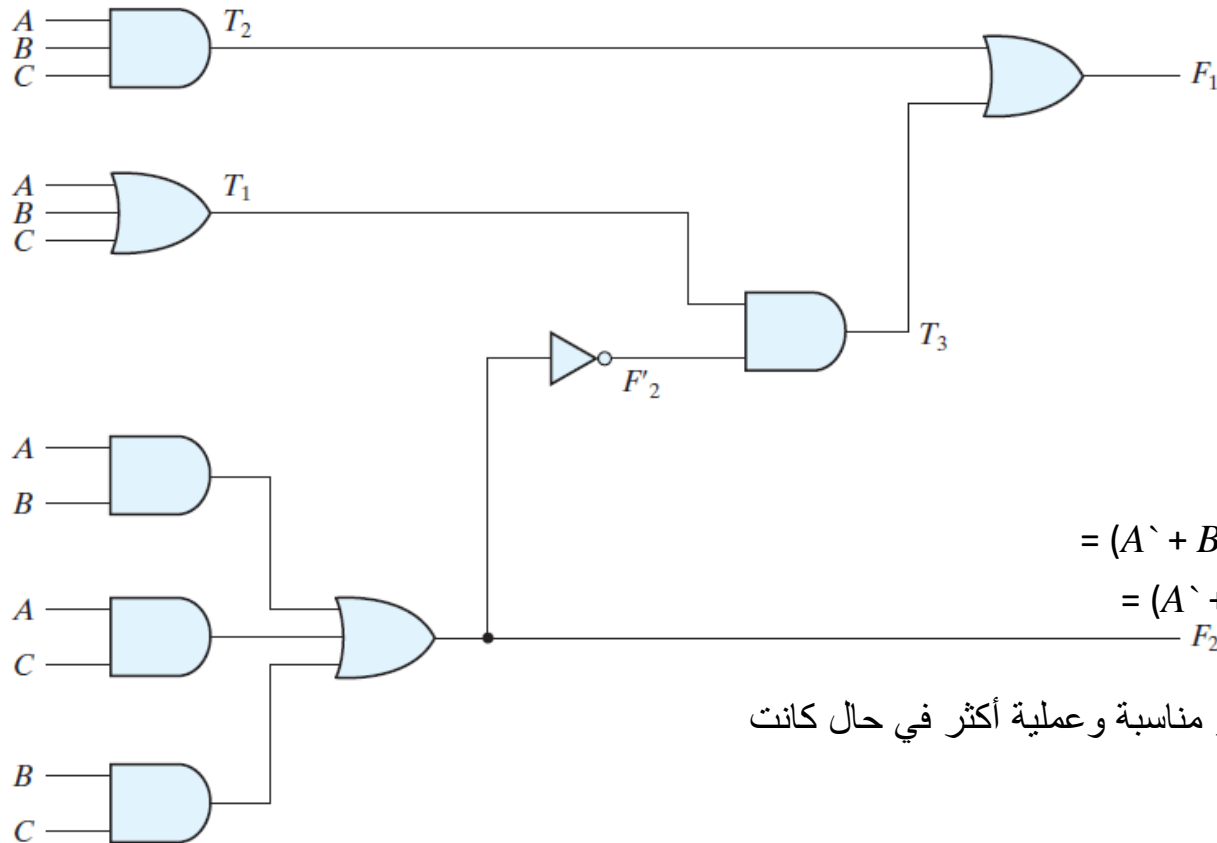 A
B
C
T₂
F₁
A
B
C
T₁
T₃
F'₂
A
B
= (A` + B
A
= (A` +
C
F₂
مناسبة وعملية أكثر في حال كانت
B
C